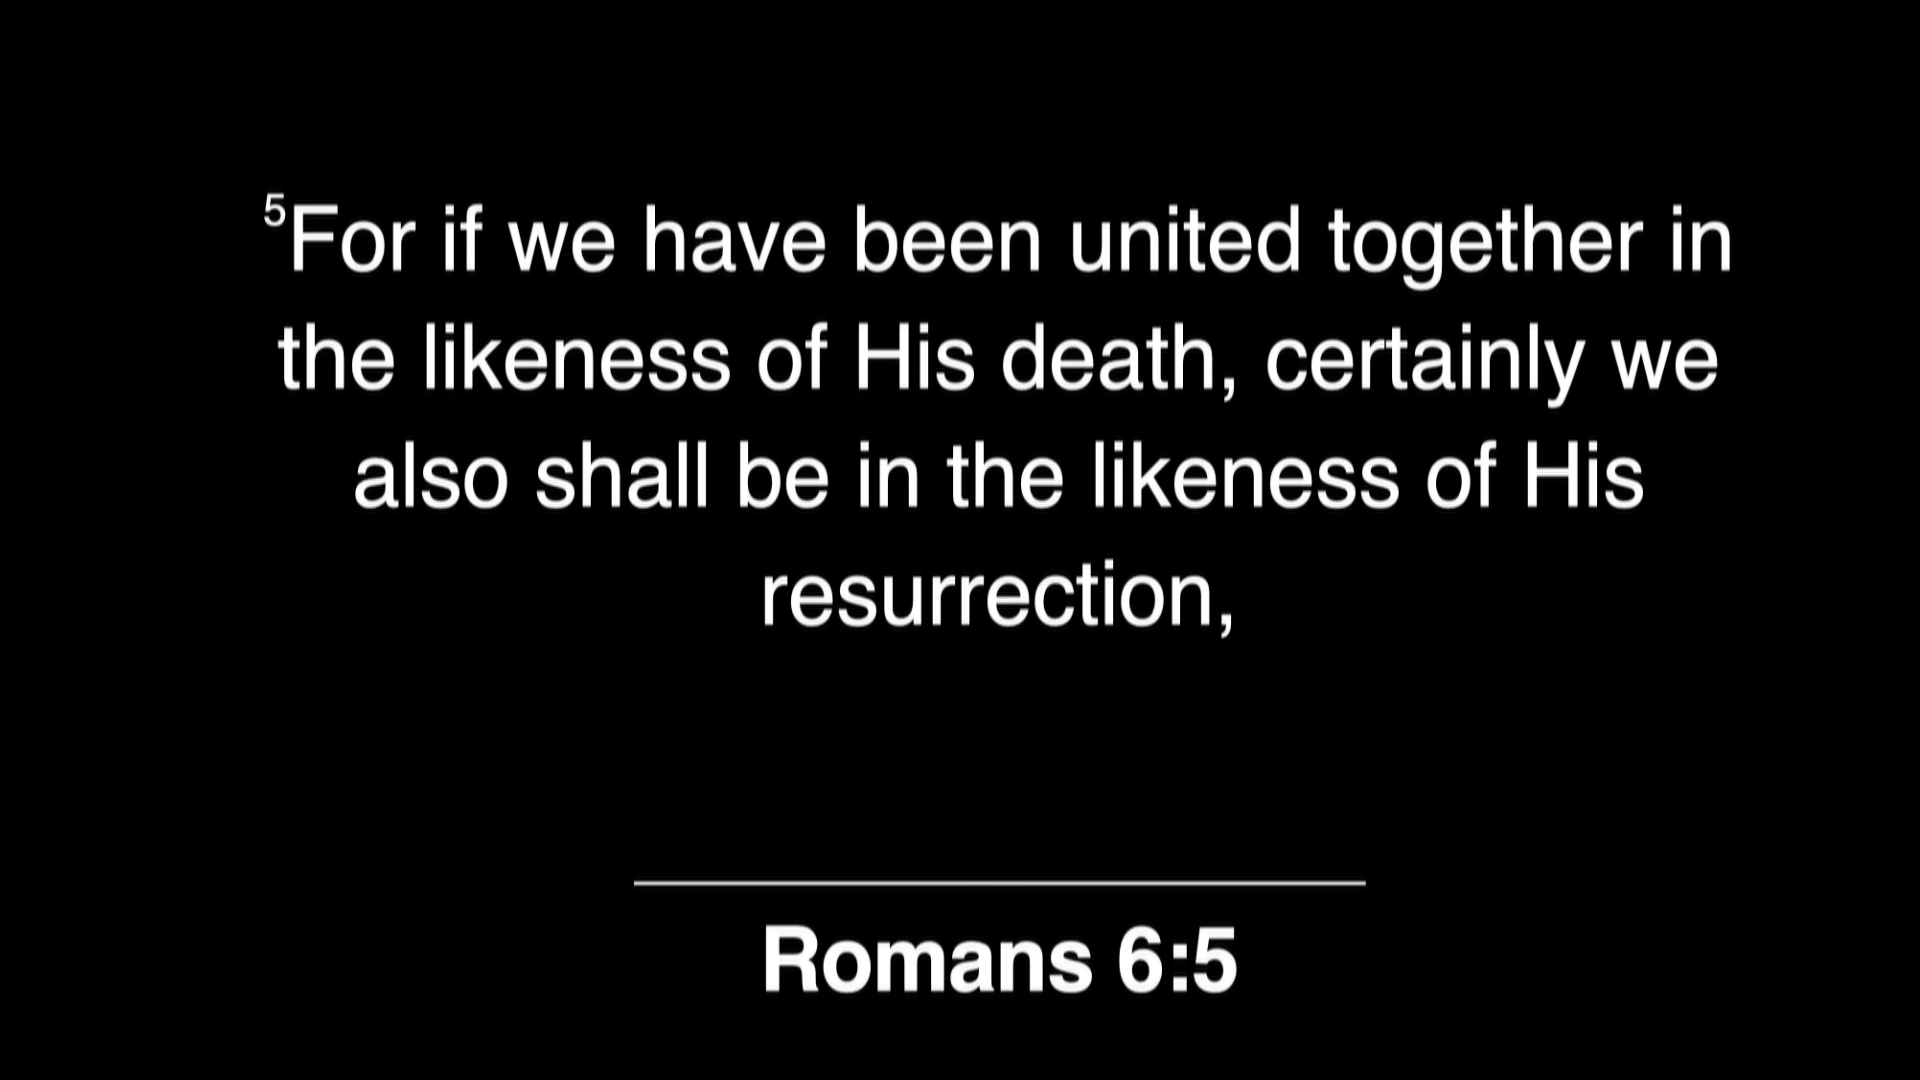 ⁵For if we have been united together in
the likeness of His death, certainly we
also shall be in the likeness of His
resurrection,
Romans 6:5